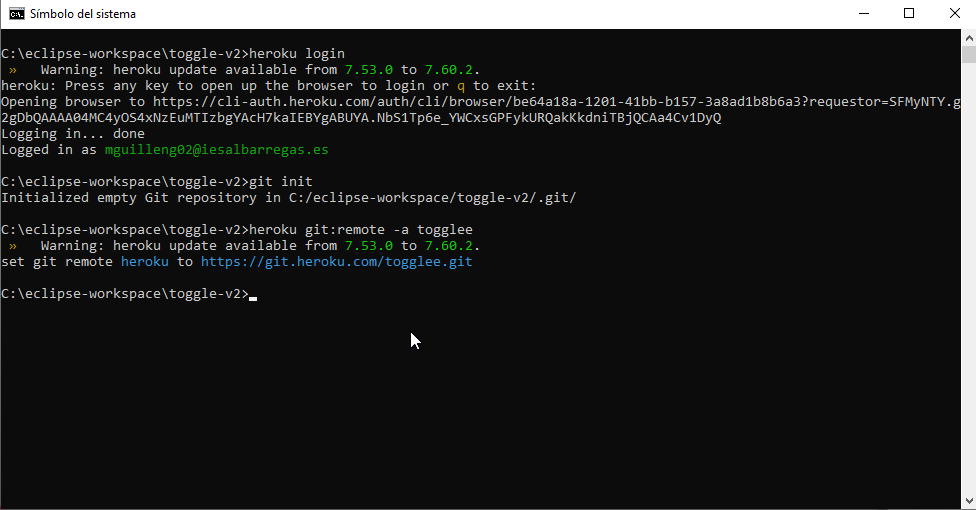 Símbolo del sistema
C:\eclipse-workspace\toggle-v2>heroku login
»   Warning: heroku update available from 7.53.0 to 7.60.2.
heroku: Press any key to open up the browser to login or q to exit:
Opening browser to https://cli-auth.heroku.com/auth/cli/browser/be64a18a-1201-41bb-b157-3a8ad1b8b6a3?requestor=SFMyNTY.g
2gDbQAAAA04MC4yOS4xNzEuMTIzbgYAcH7kaIEBYgABUYA.NbS1Tp6e_YWCxsGPFykURQakKkdniTBjQCAa4Cv1DyQ
Logging in... done
Logged in as mguilleng02@iesalbarregas.es
C:\eclipse-workspace\toggle-v2>git init
Initialized empty Git repository in C:/eclipse-workspace/toggle-v2/.git/
C:\eclipse-workspace\toggle-v2>heroku git:remote -a togglee
»   Warning: heroku update available from 7.53.0 to 7.60.2.
set git remote heroku to https://git.heroku.com/togglee.git
C:\eclipse-workspace\toggle-v2>